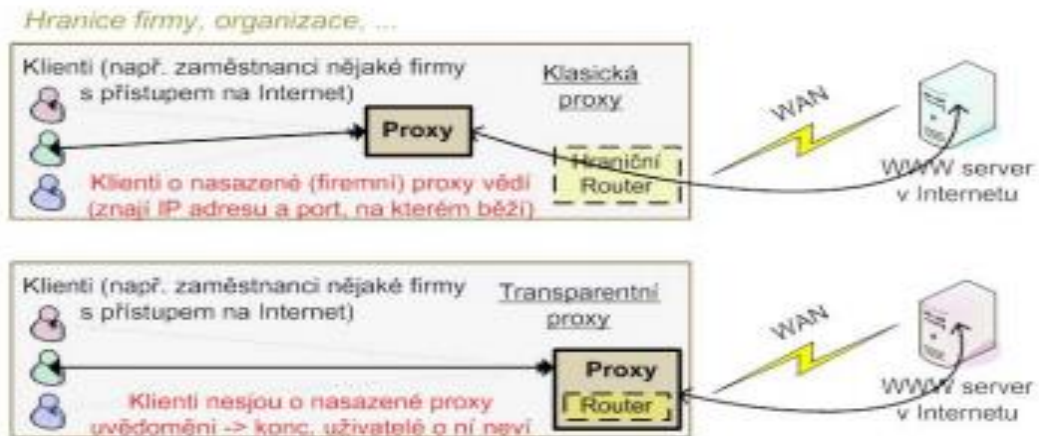 Hranice firmy, organizace, ...
Klienti (např. zaměstnanci nějaké firmy
s přístupem na Internet)
Klasická
proxy
Proxy
Hraniční
Router
Klienti o nasazené (firemní) proxy vědí
(znají IP adresu a port, na kterém běží)
WAN
WWW server
v Internetu
Klienti (např. zaměstnanci nějaké firmy
s přístupem na Internet)
Transparentní
proxy
Proxy
Router
Klienti nesjou o nasazené proxy
uvědomění -> konc. uživatelé o ní neví
WAN
WWW server
v Internetu